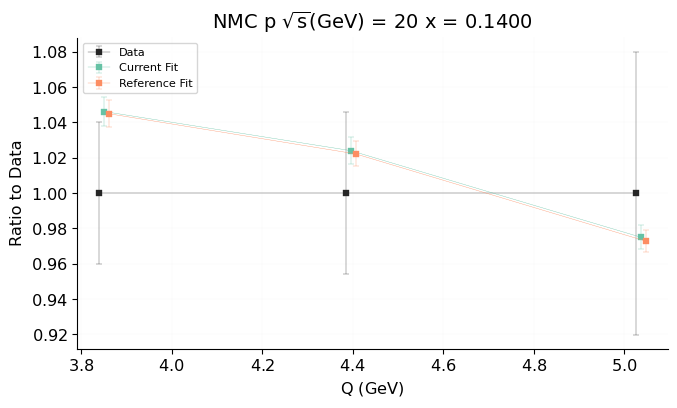 NMC p √s(GeV) = 20 x = 0.1400
Data
Current Fit
Reference Fit
Ratio to Data
1.08
1.06
1.04
1.02
1.00
0.98
0.96
0.94
0.92
3.8 4.0 4.2 4.4 4.6 4.8 5.0
Q (GeV)